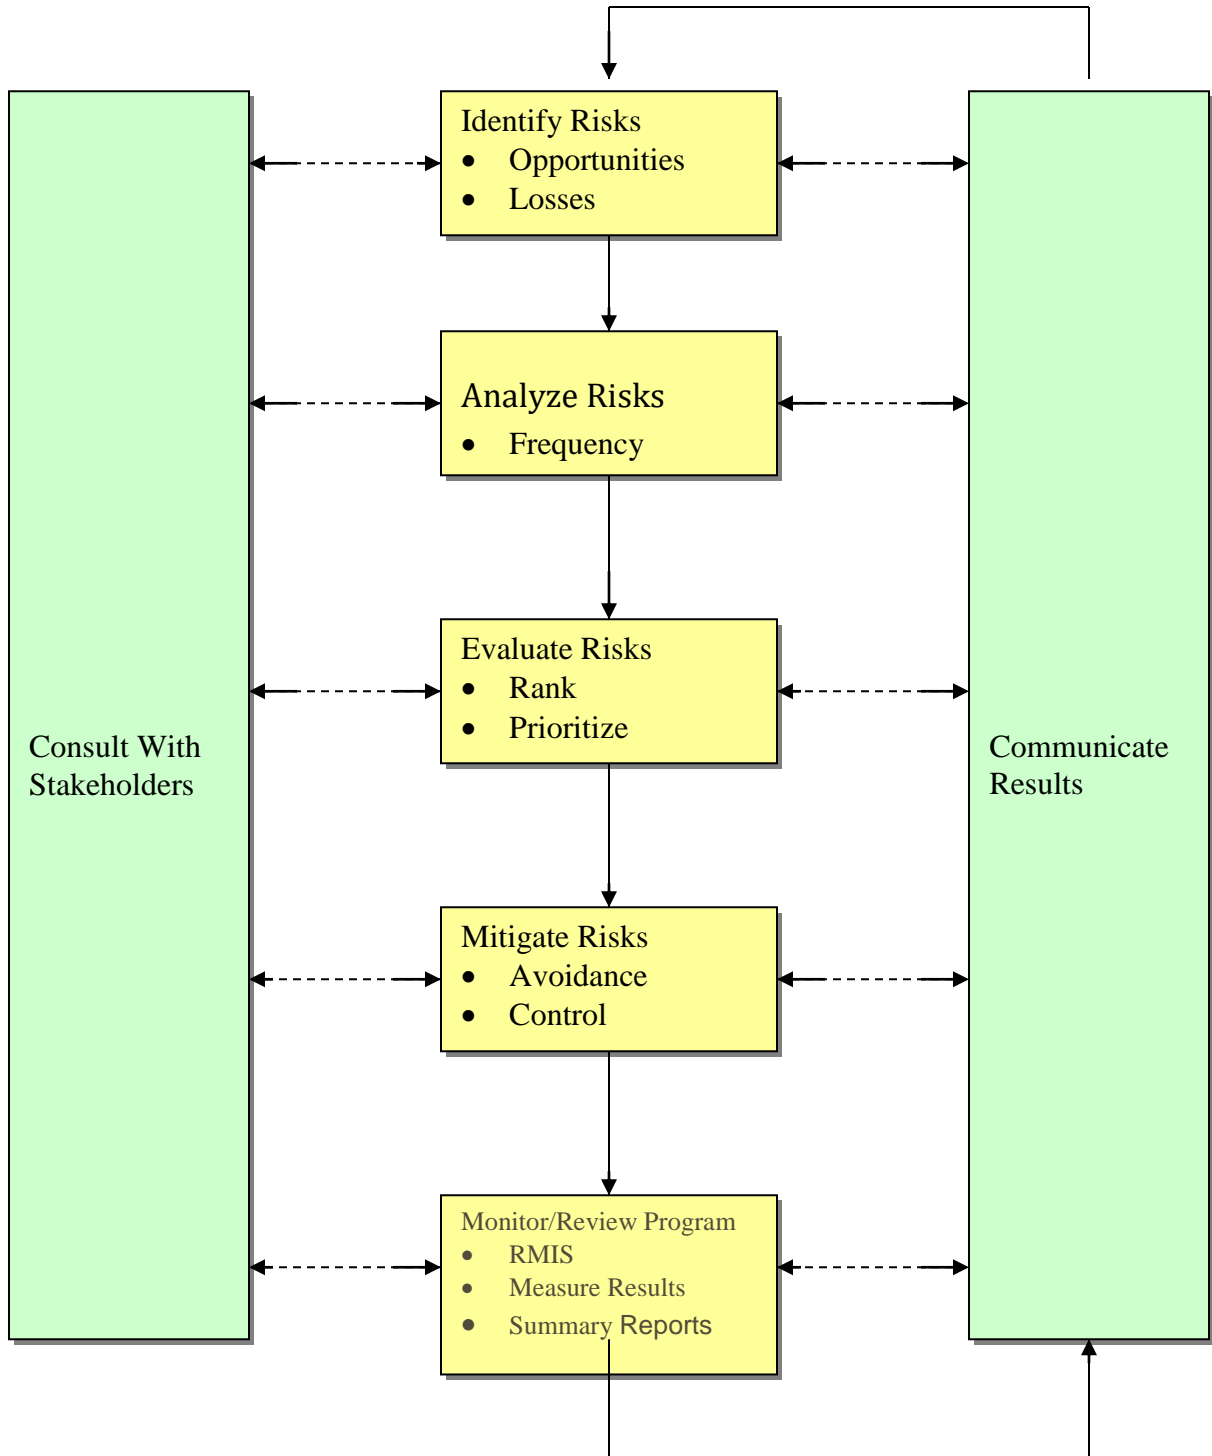 Identify Risks
• Opportunities
• Losses
Analyze Risks
• Frequency
Evaluate Risks
• Rank
• Prioritize
Consult With
Stakeholders
Communicate
Results
Mitigate Risks
• Avoidance
• Control
Monitor/Review Program
• RMIS
• Measure Results
• Summary Reports